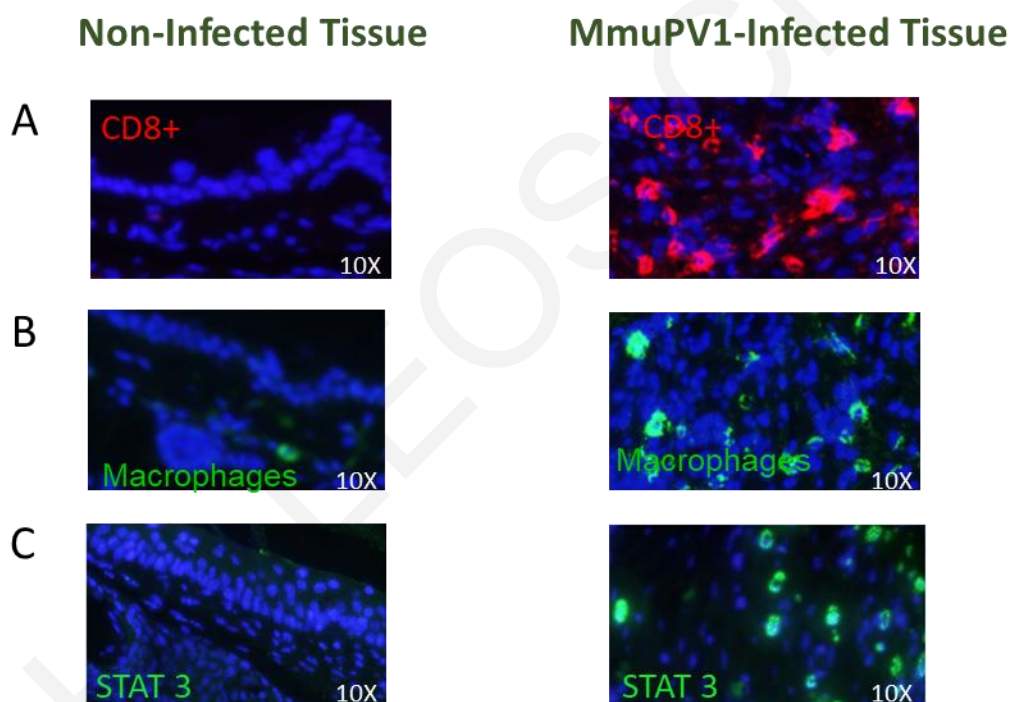 Non-Infected Tissue
MmuPV1-Infected Tissue
A
CD8+
10X
CD8+
10X
B
Macrophages
10X
Macrophages
10X
C
STAT 3
10X
STAT 3
10X